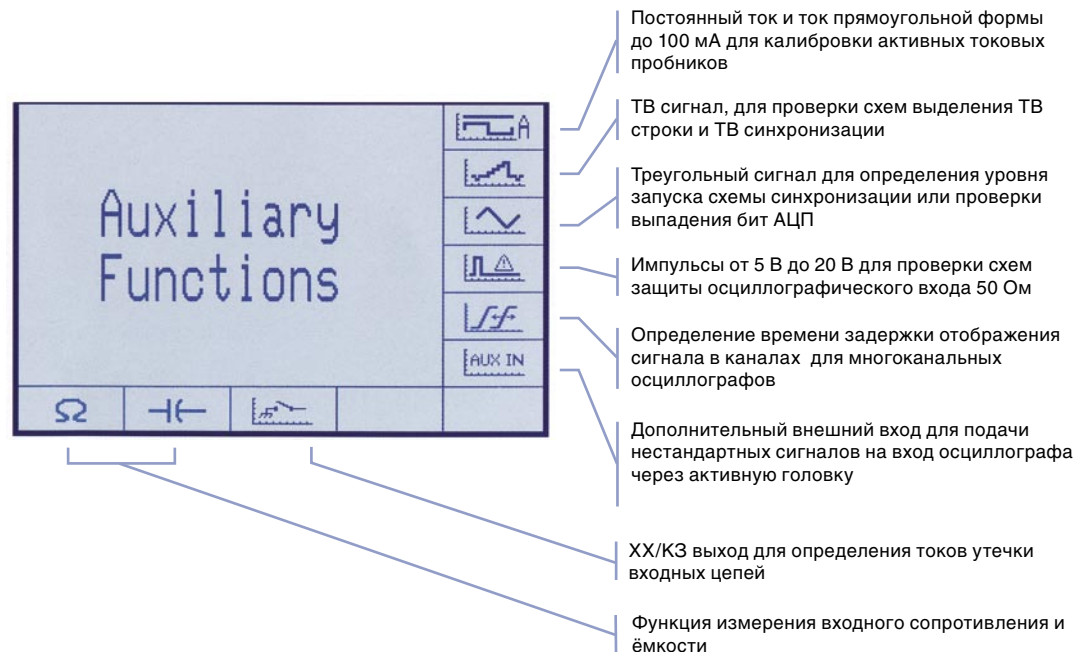 Постоянный ток и ток прямоугольной формы
до 100 мА для калибровки активных токовых
пробников
ТВ сигнал, для проверки схем выделения ТВ
строки и ТВ синхронизации
Треугольный сигнал для определения уровня
запуска схемы синхронизации или проверки
выпадения бит АЦП
Импульсы от 5 В до 20 В для проверки схем
защиты осциллографического входа 50 Ом
Определение времени задержки отображения
сигнала в каналах для многоканальных
осциллографов
Дополнительный внешний вход для подачи
нестандартных сигналов на вход осциллографа
через активную головку
ХХ/КЗ выход для определения токов утечки
входных цепей
Функция измерения входного сопротивления и
ёмкости
Auxiliary
Functions
A
AUX IN
Ω